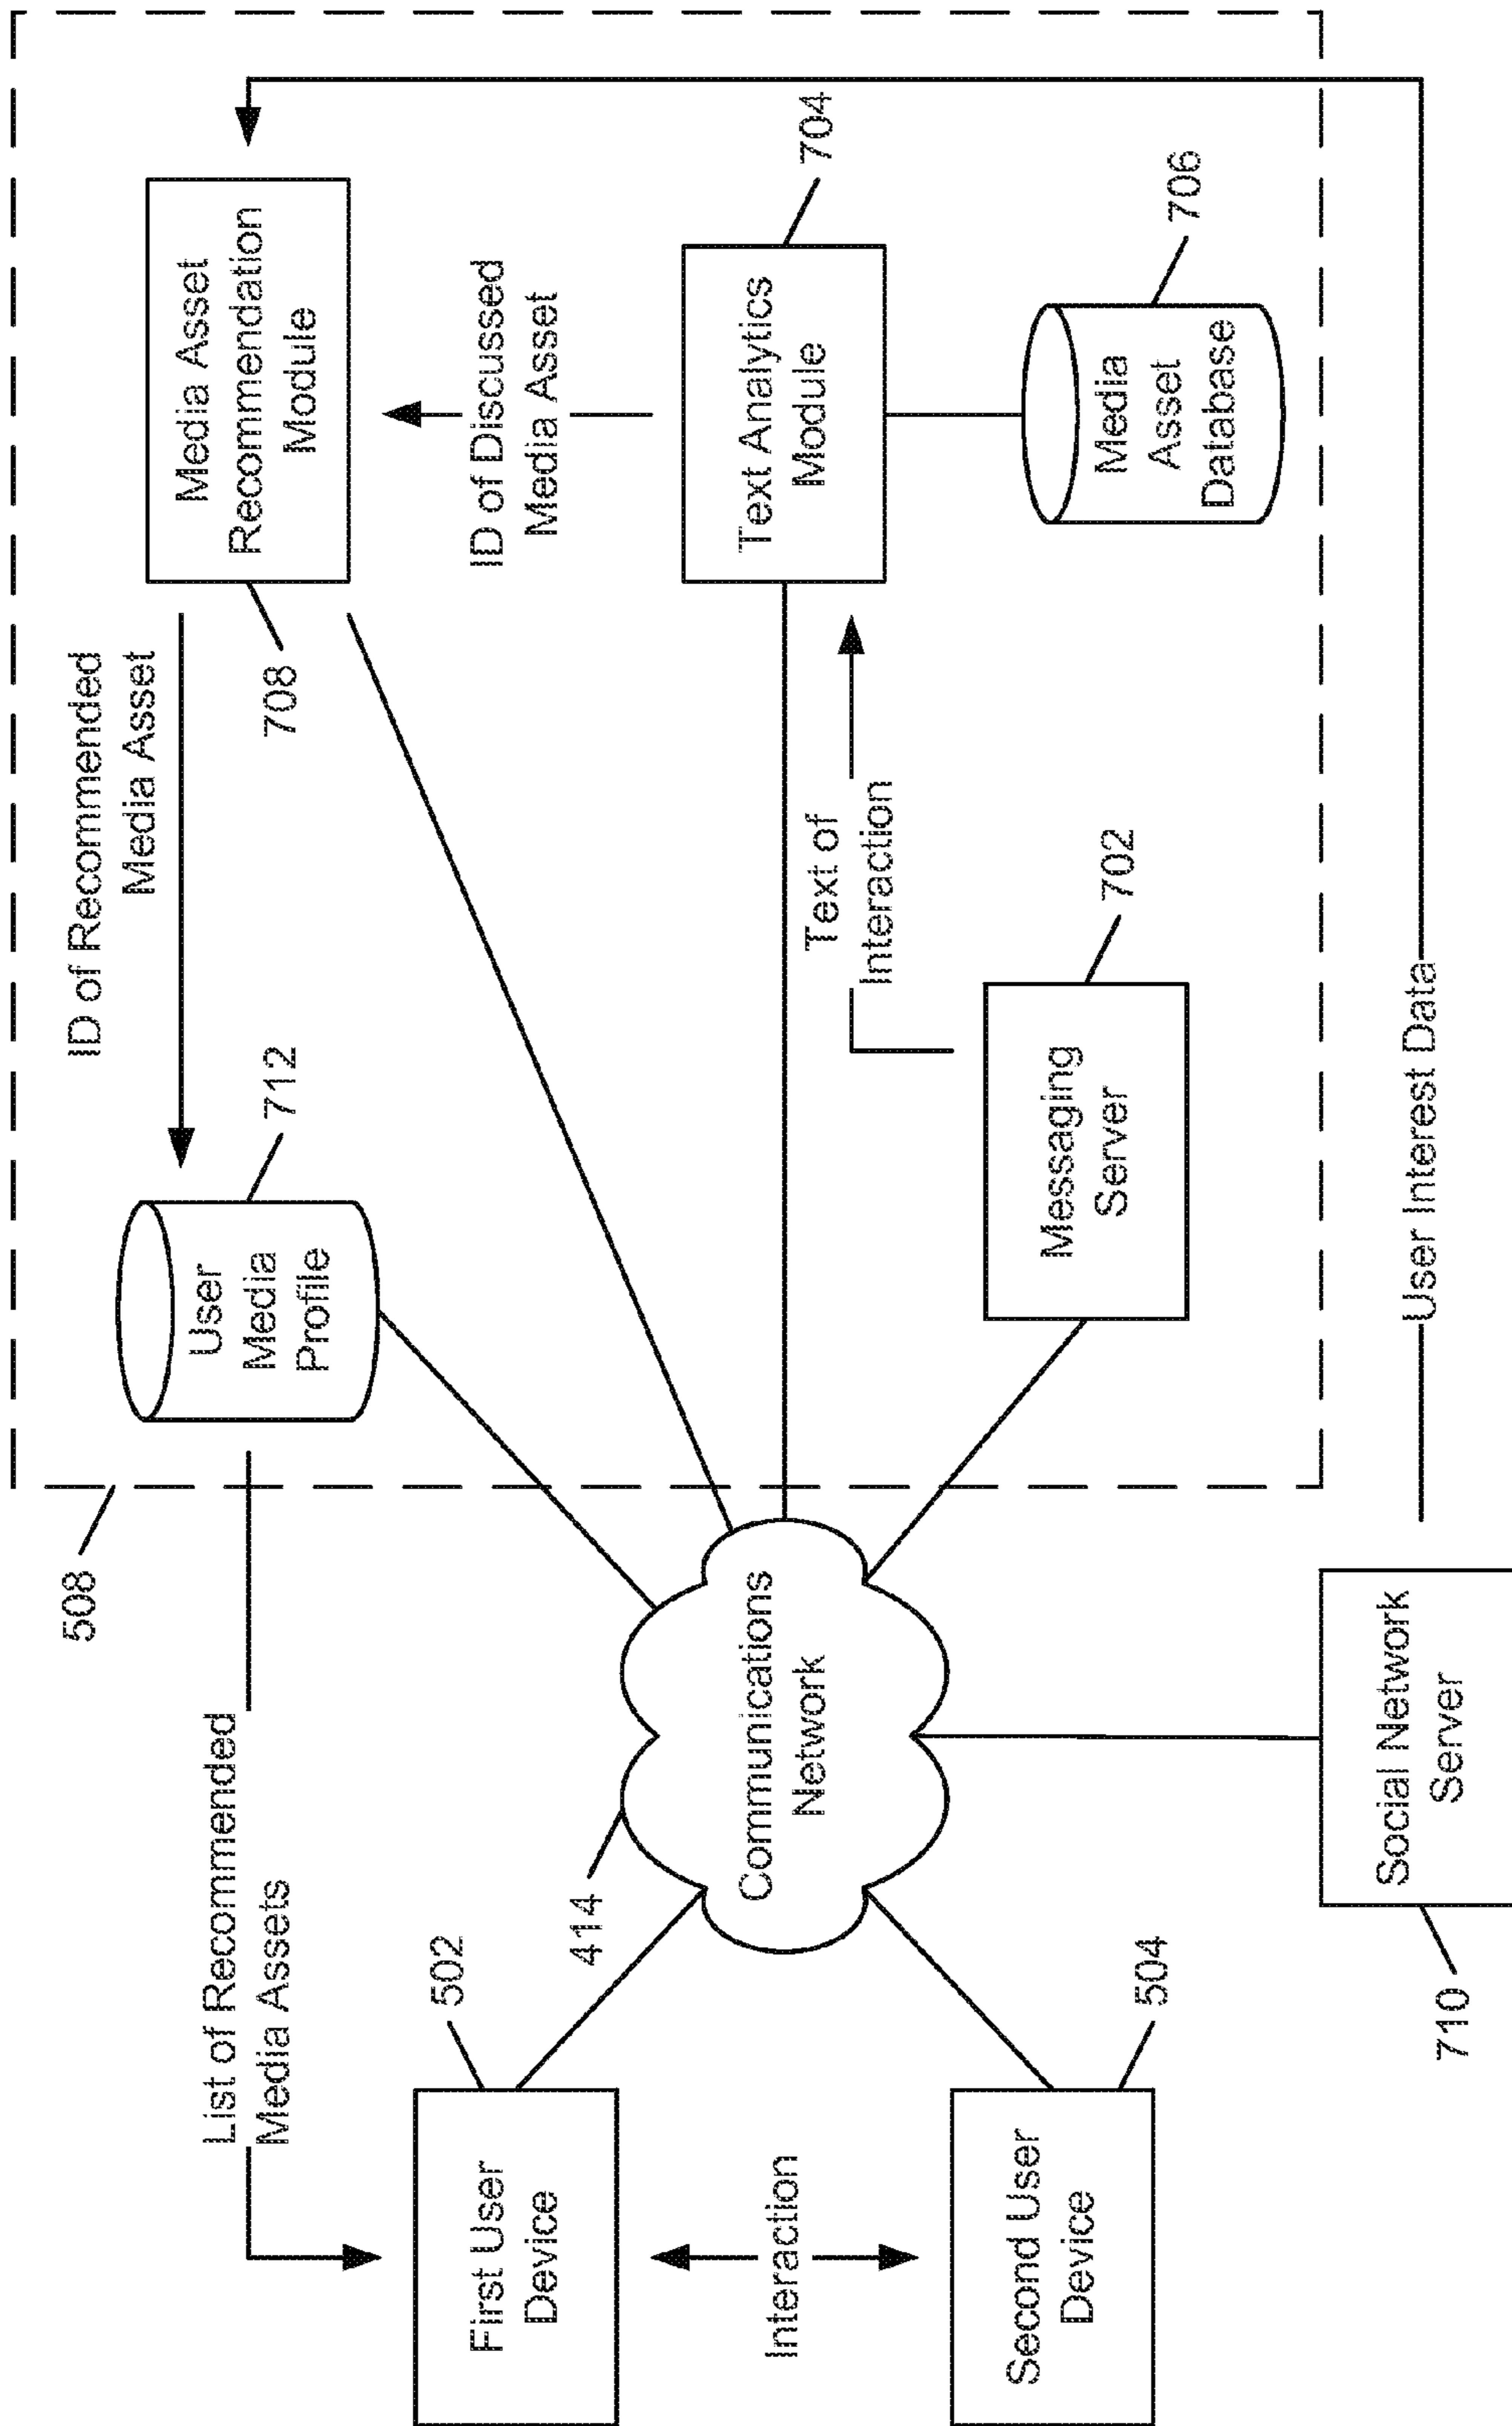 508
List of Recommended
Media Assets
User
Media
Profile
712
ID of Recommended
Media Asset
Media Asset
Recommendation
Module
708
ID of Discussed
Media Asset
502
First User
Device
414
Communications
Network
Interaction
Text of
Interaction
Text Analytics
Module
704
504
Second User
Device
Messaging
Server
702
Media
Asset
Database
706
Social Network
Server
710
User Interest Data